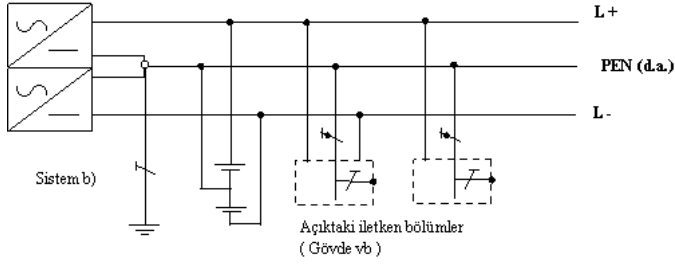 L +
PEN (d.a.)
L -
Sistem b)
Açıktaki iletken bölümler
( Gövde vb )